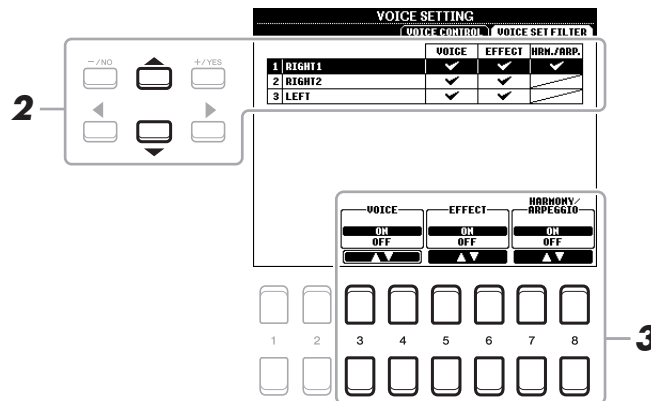 VOICE SETTING
VOICE CONTROL VOICE SET FILTER
VOICE EFFECT HRM./ARP.
1 RIGHT1
2 RIGHT2
3 LEFT
–/NO +/YES
2
VOICE EFFECT HARMONY/ARPEGGIO
ON ON ON
OFF OFF OFF
1 2 3 4 5 6 7 8
3